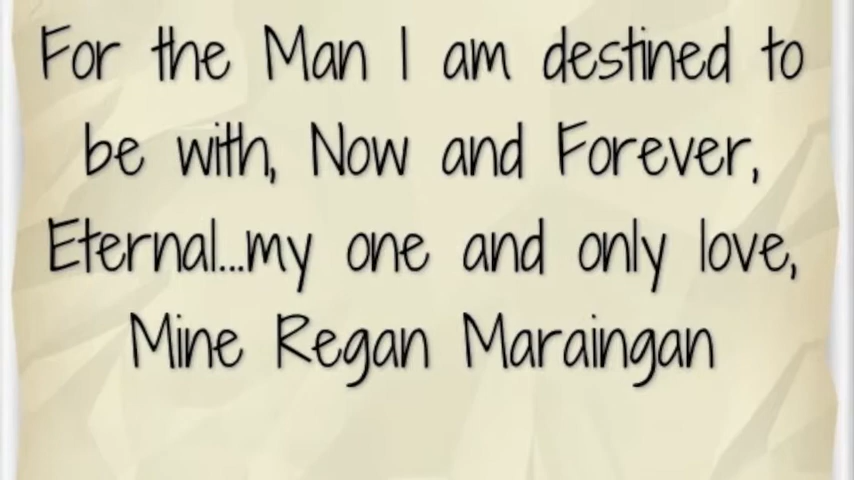 For the Man I am destined to
be with, Now and Forever,
Eternal...my one and only love,
Mine Regan Maraingan